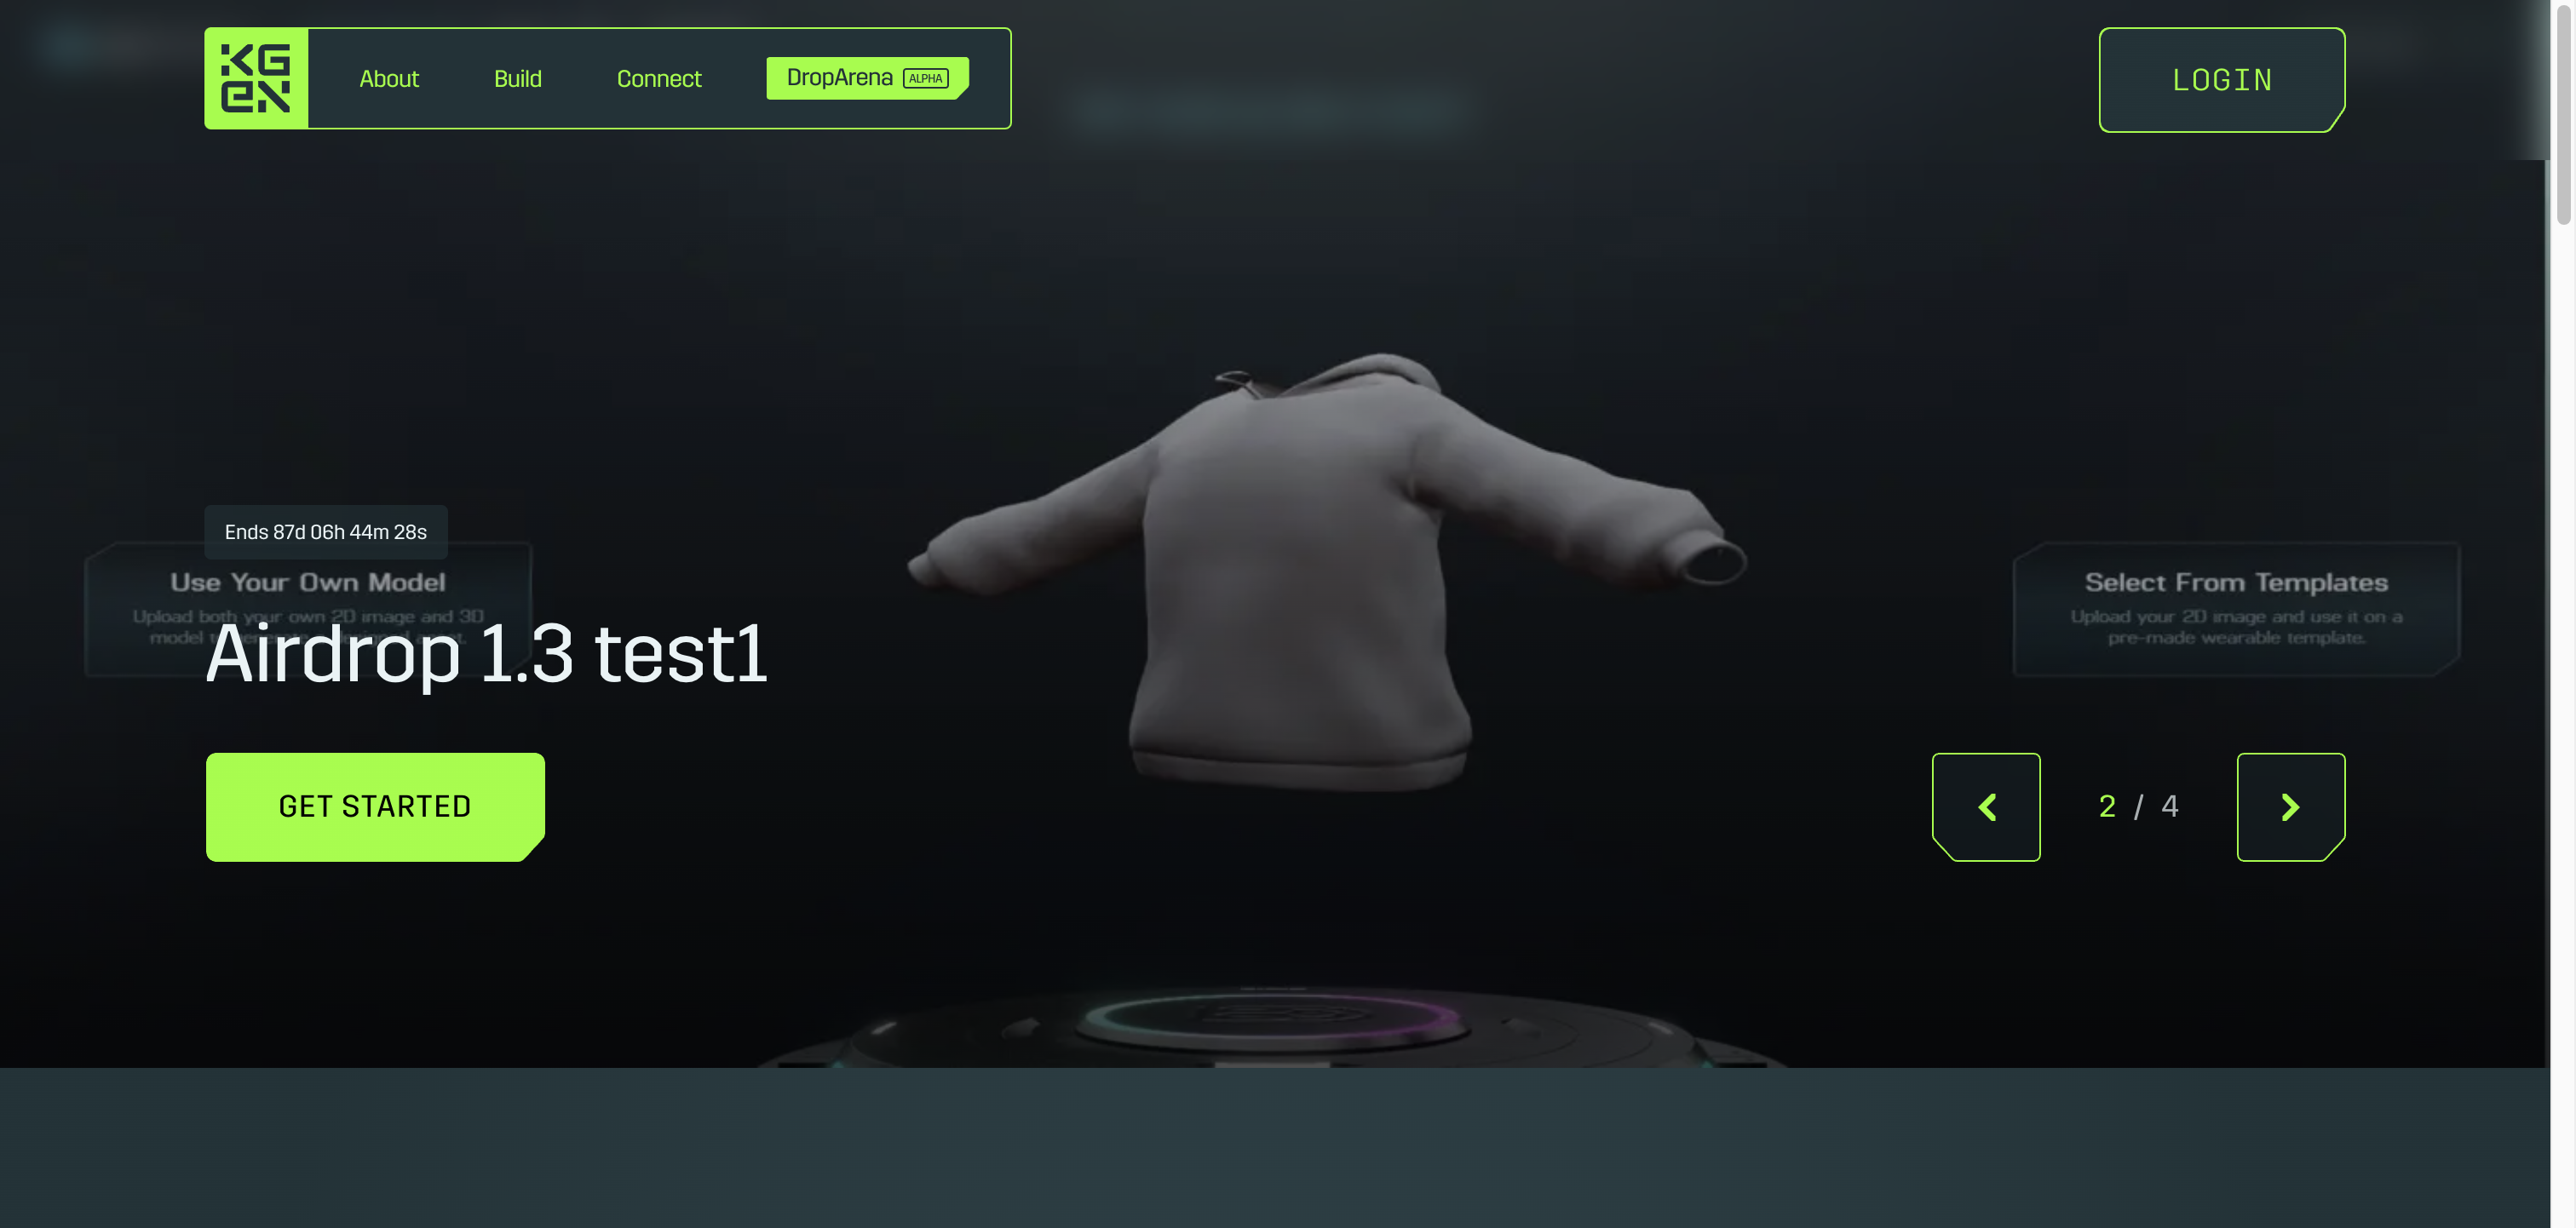 KGEN
About
Build
Connect
DropArena ALPHA
LOGIN
Ends 87d 06h 44m 28s
Use Your Own Model
Upload both your own 2D image and 3D
model
Airdrop 1.3 test1
Select From Templates
Upload your 2D image and use it on a
pre-made wearable template.
GET STARTED
2 / 4